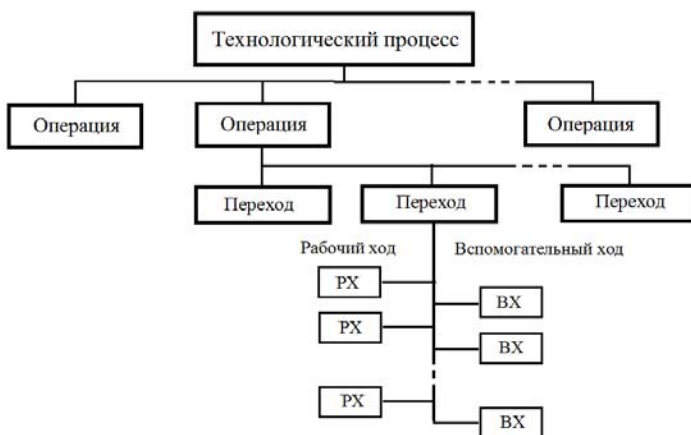 Технологический процесс
Операция
Операция
Операция
Переход
Переход
Переход
Рабочий ход
Вспомогательный ход
РХ
ВХ
РХ
ВХ
РХ
ВХ